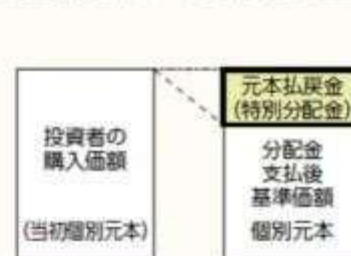 投資者の
購入価額
(当初個別元本)
元本払戻金
(特別分配金)
分配金
支払後
基準価額
個別元本